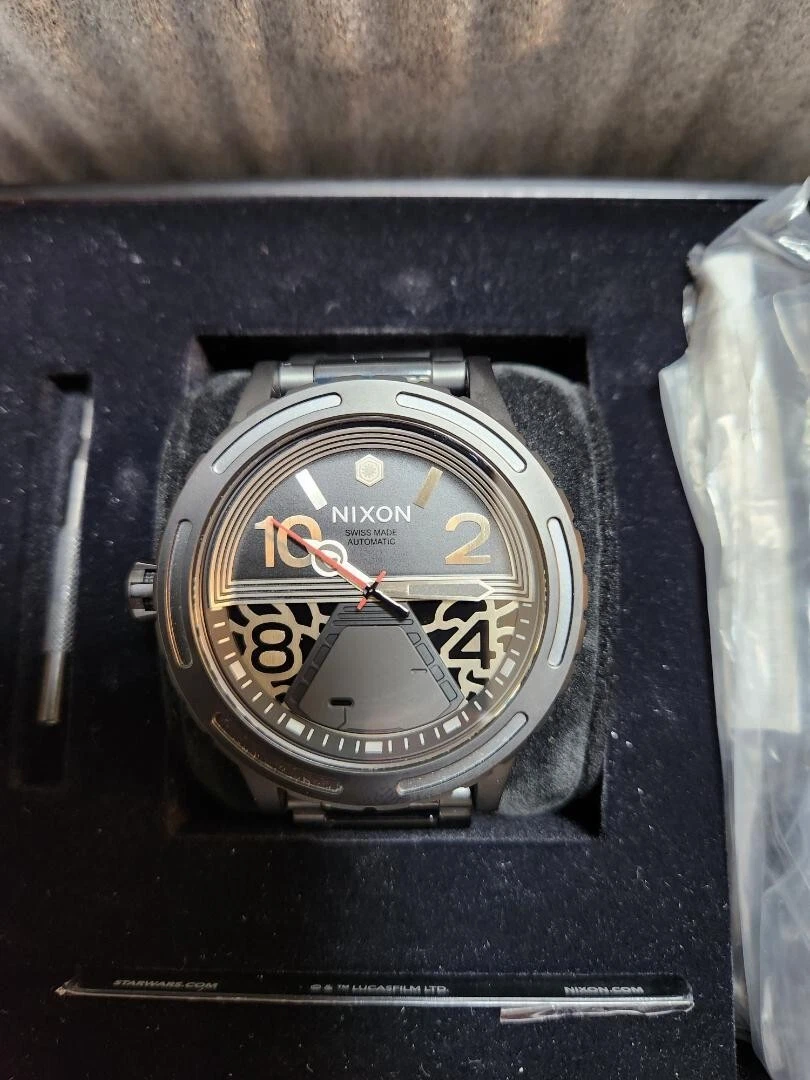 NIXON
SWISS MADE
AUTOMATIC
10
2
8
4
STARWARS.COM
© & ™ LUCASFILM LTD.
NIXON.COM